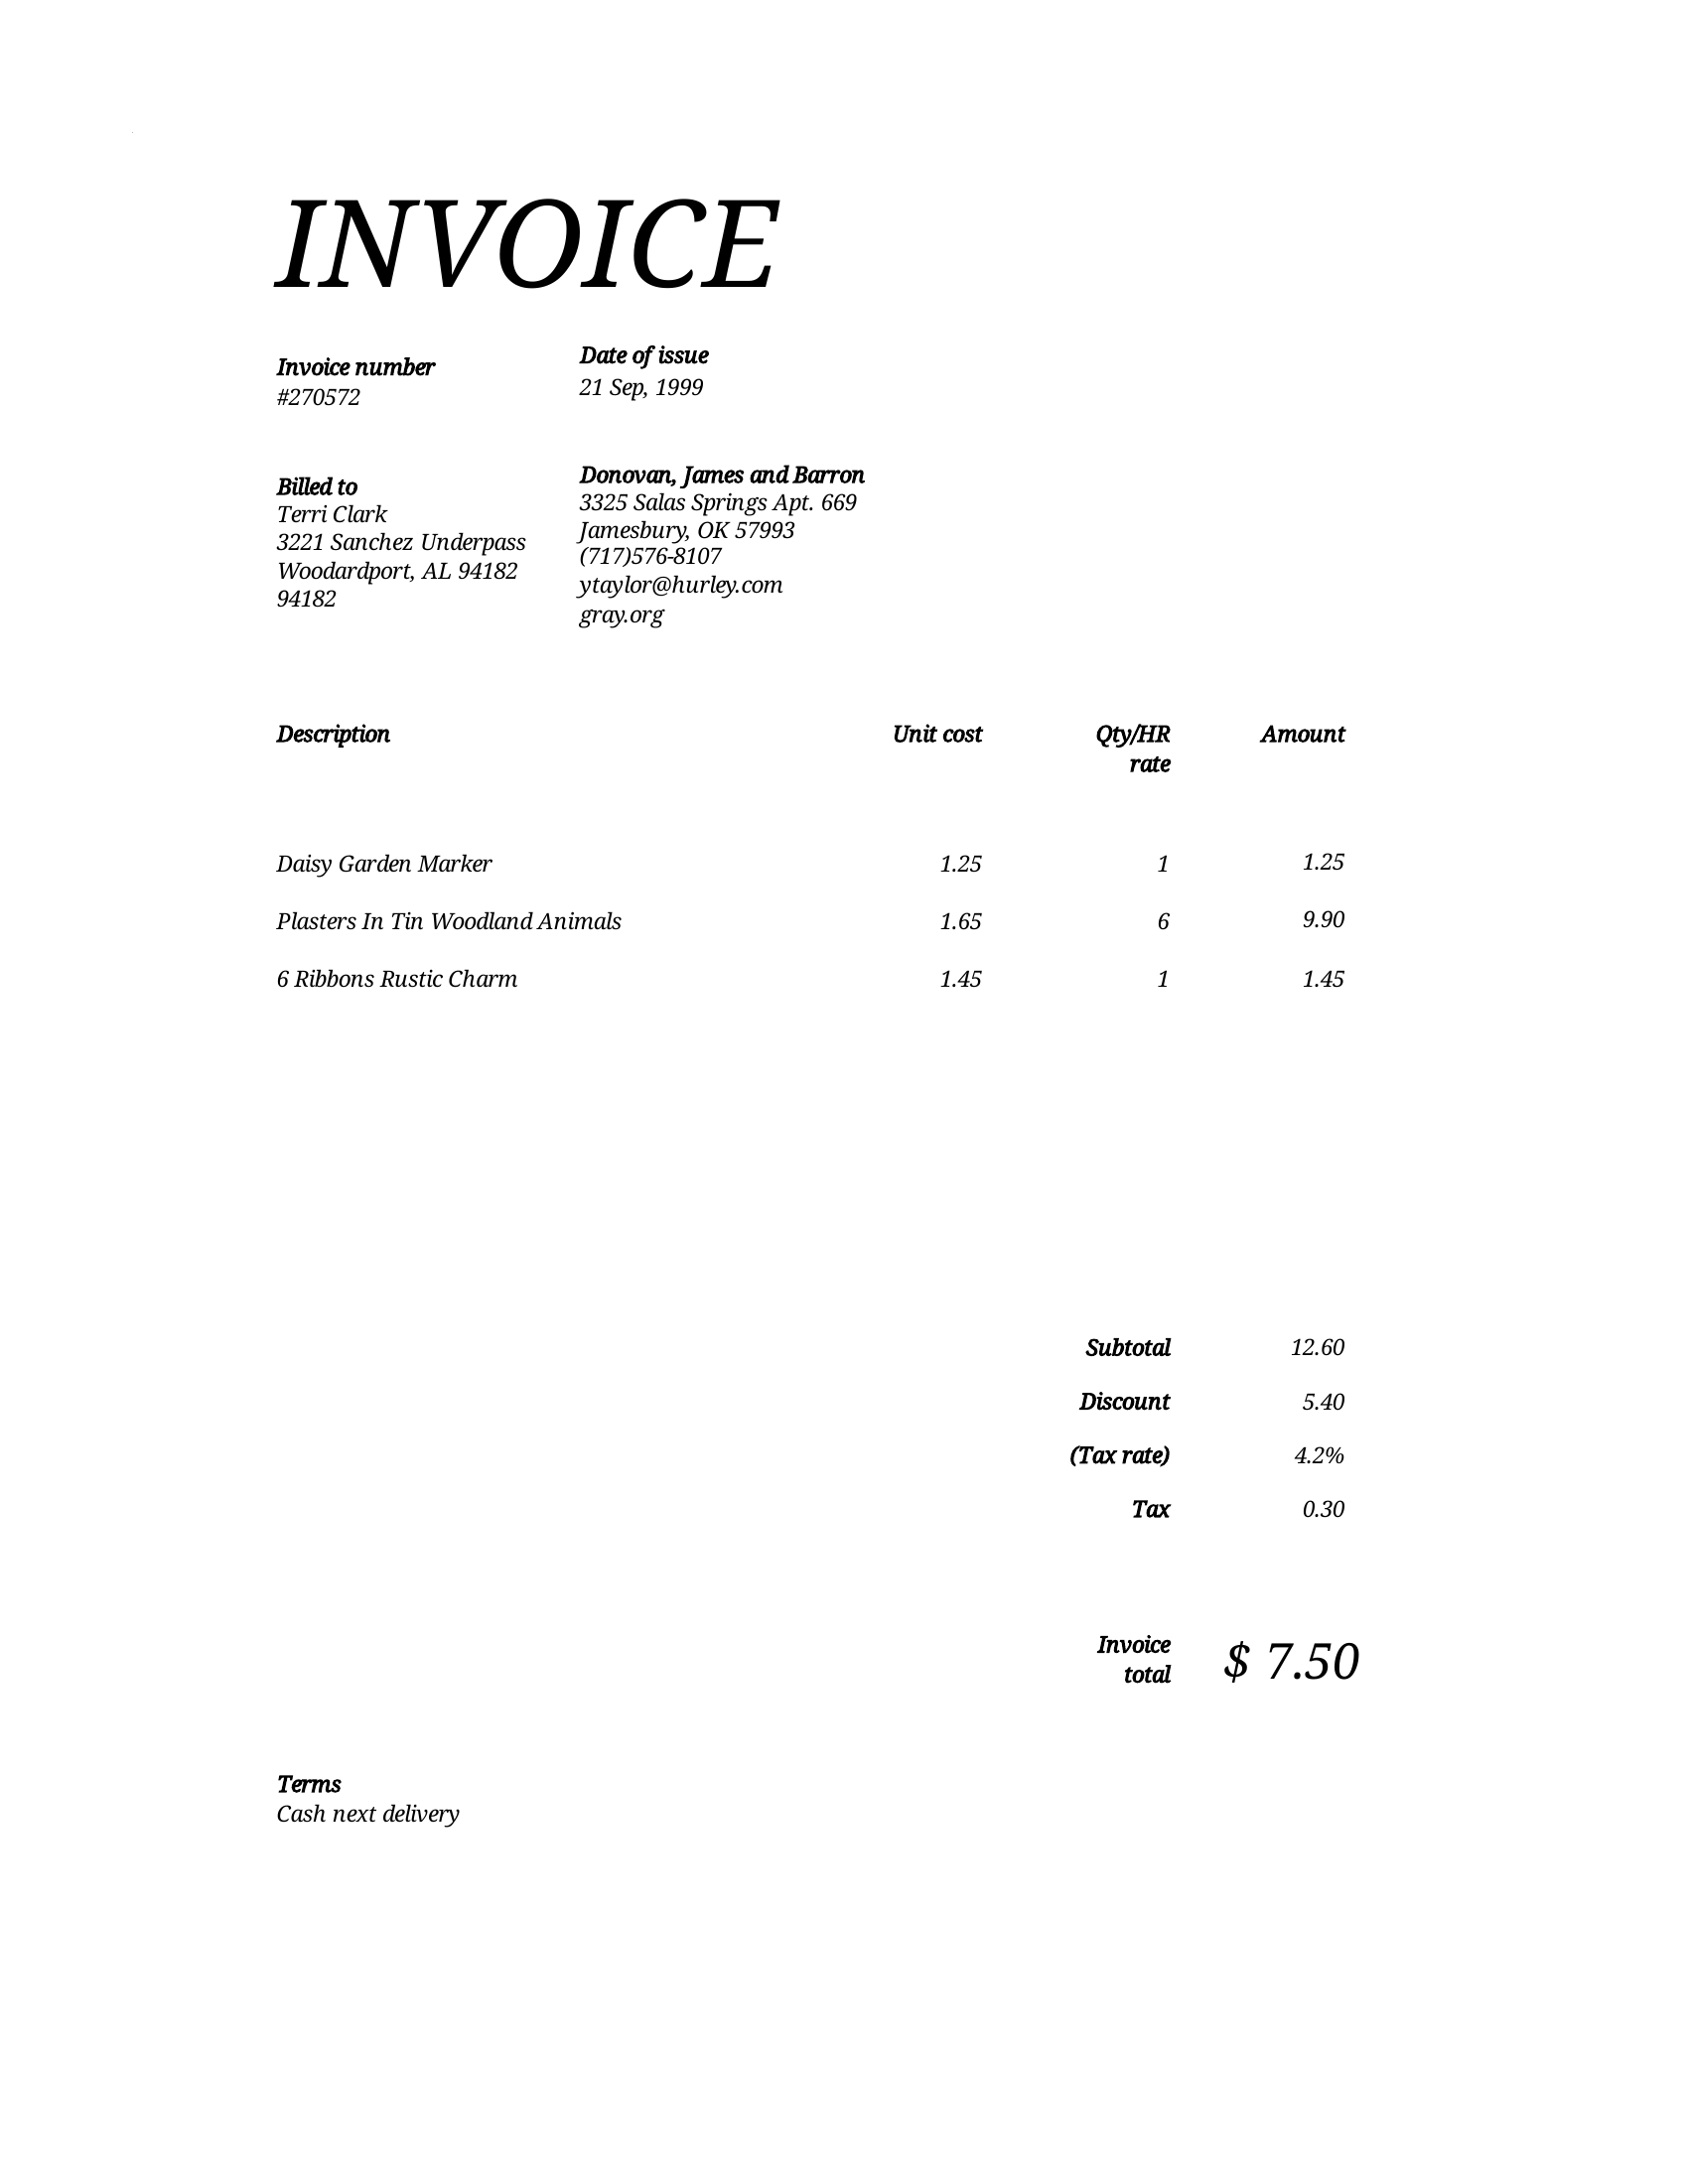 INVOICE
Invoice number
#270572
Date of issue
21 Sep, 1999
Billed to
Terri Clark
3221 Sanchez Underpass
Woodardport, AL 94182
94182
Donovan, James and Barron
3325 Salas Springs Apt. 669
Jamesbury, OK 57993
(717)576-8107
ytaylor@hurley.com
gray.org
Description Unit cost Qty/HR Amount
rate
Daisy Garden Marker 1.25 1 1.25
Plasters In Tin Woodland Animals 1.65 6 9.90
6 Ribbons Rustic Charm 1.45 1 1.45
Subtotal 12.60
Discount 5.40
(Tax rate) 4.2%
Tax 0.30
Invoice
total
$ 7.50
Terms
Cash next delivery